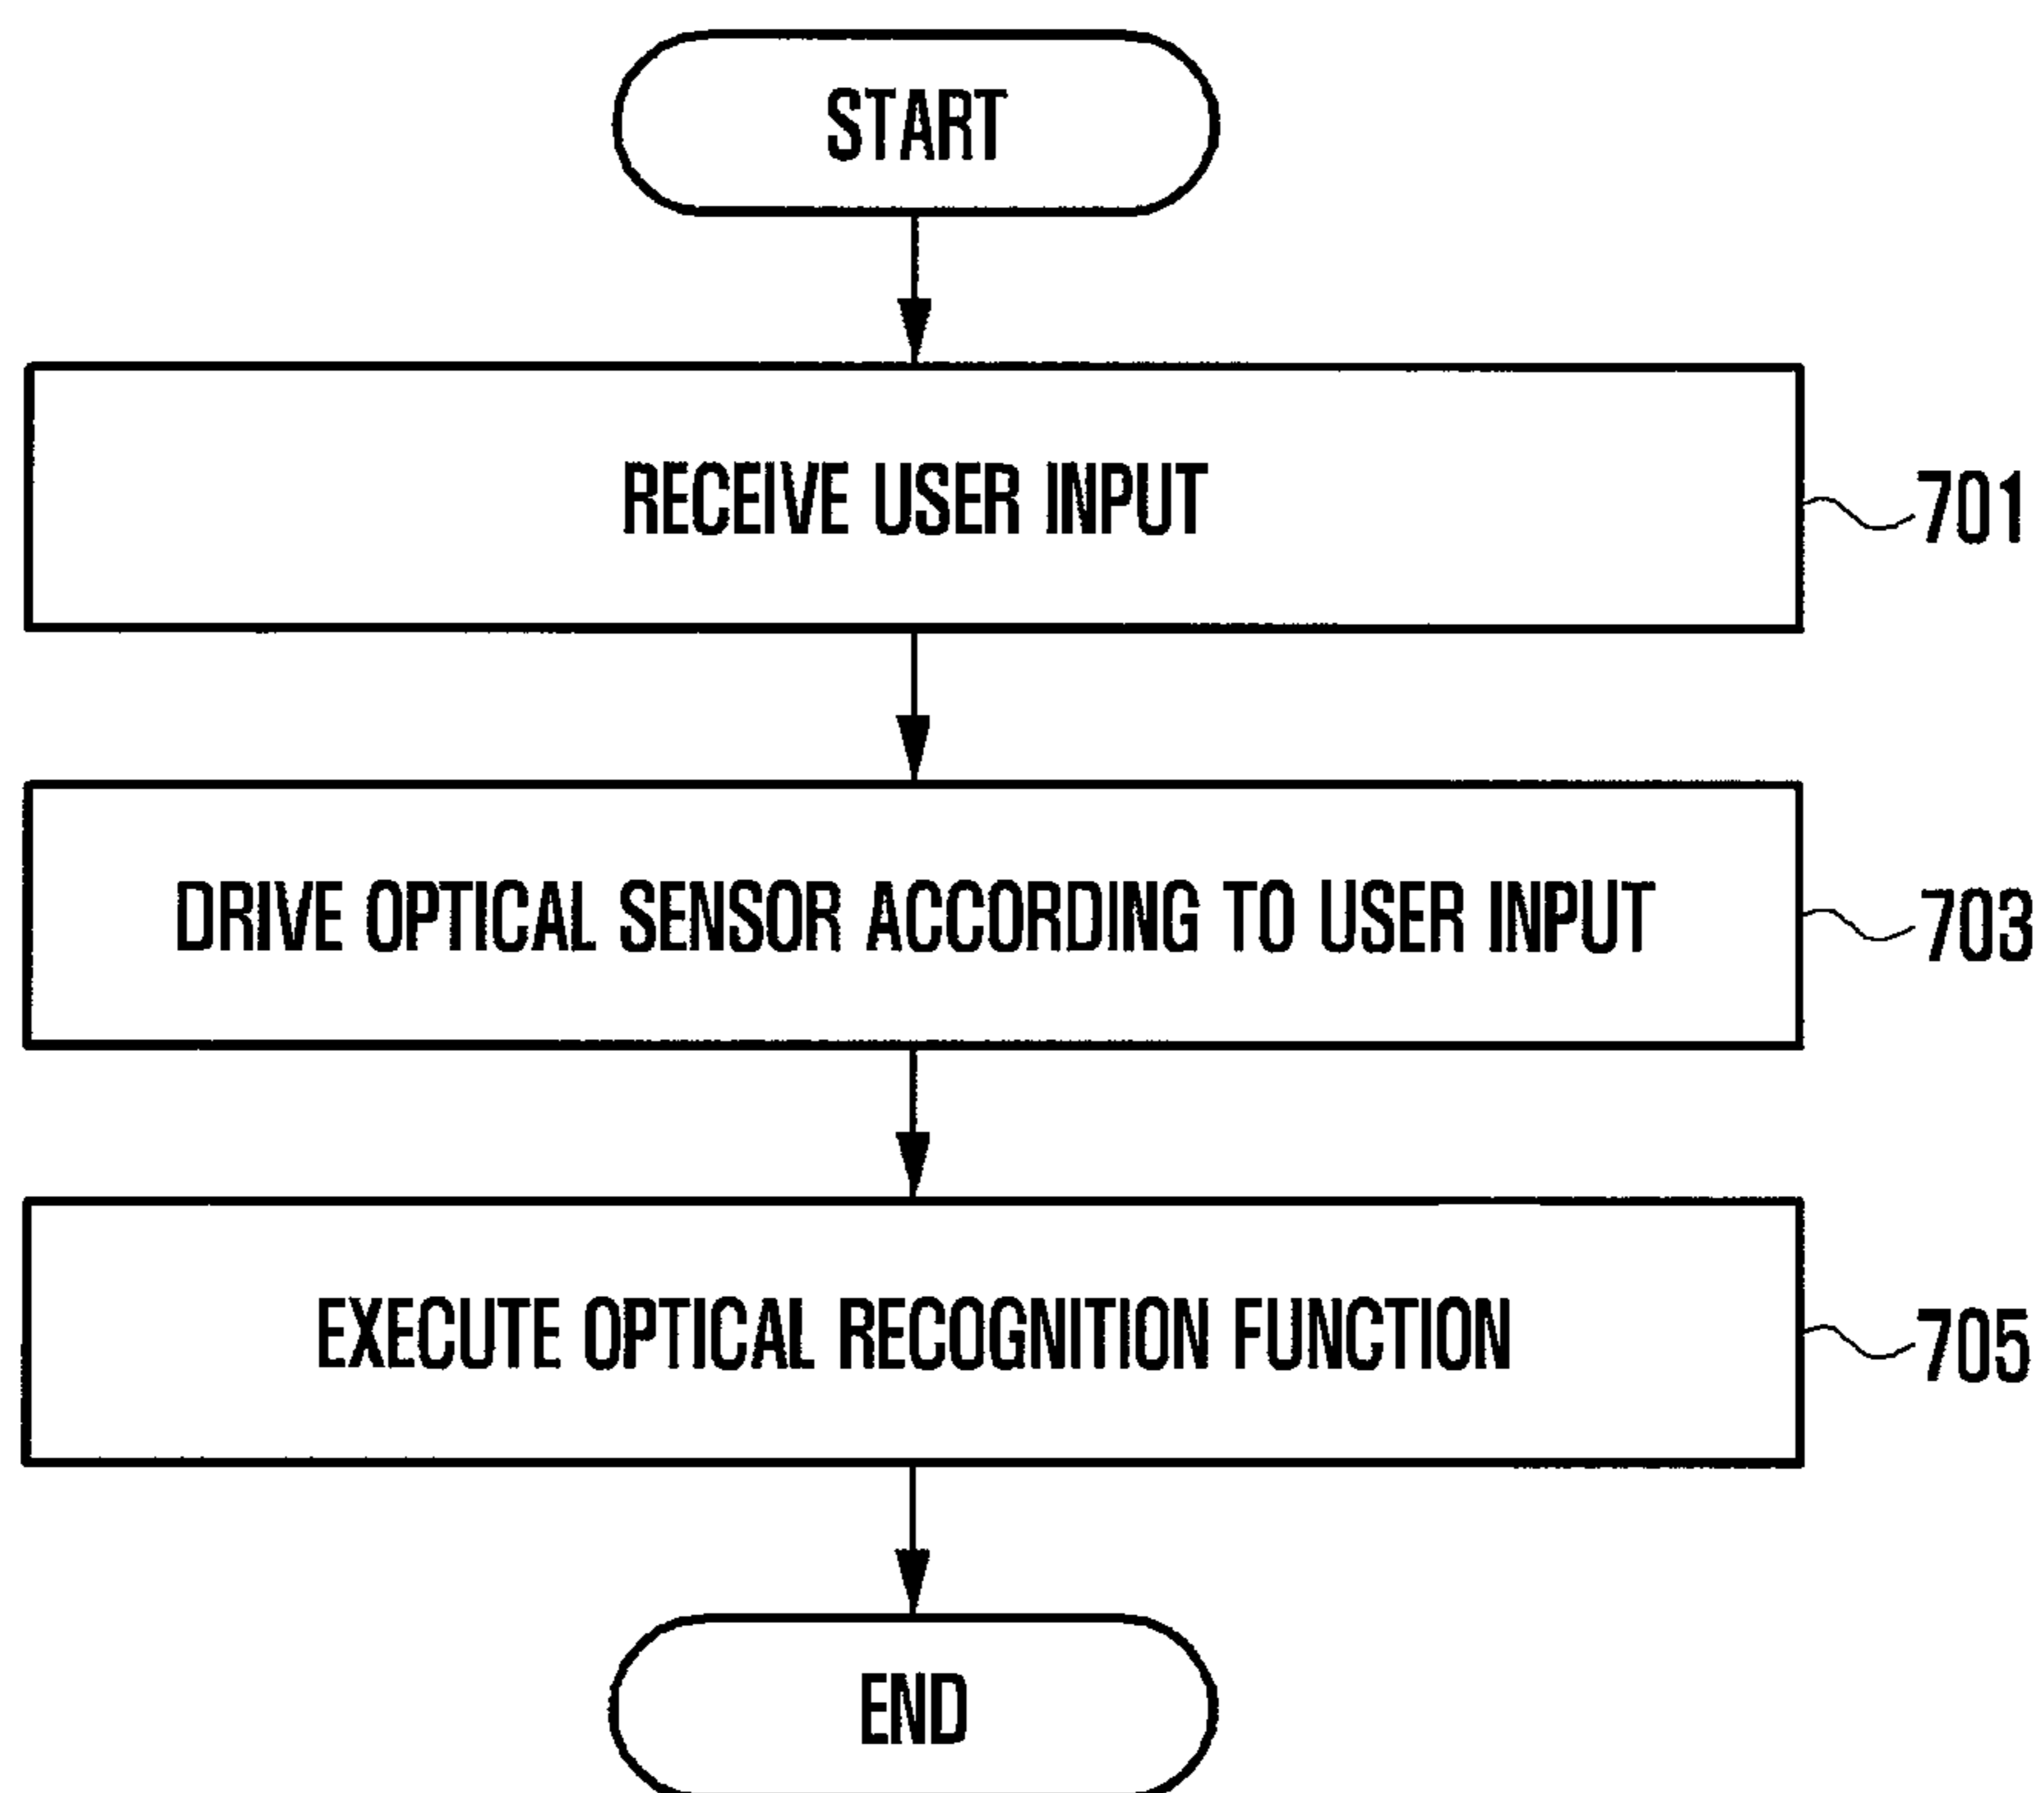 START
RECEIVE USER INPUT
701
DRIVE OPTICAL SENSOR ACCORDING TO USER INPUT
703
EXECUTE OPTICAL RECOGNITION FUNCTION
705
END